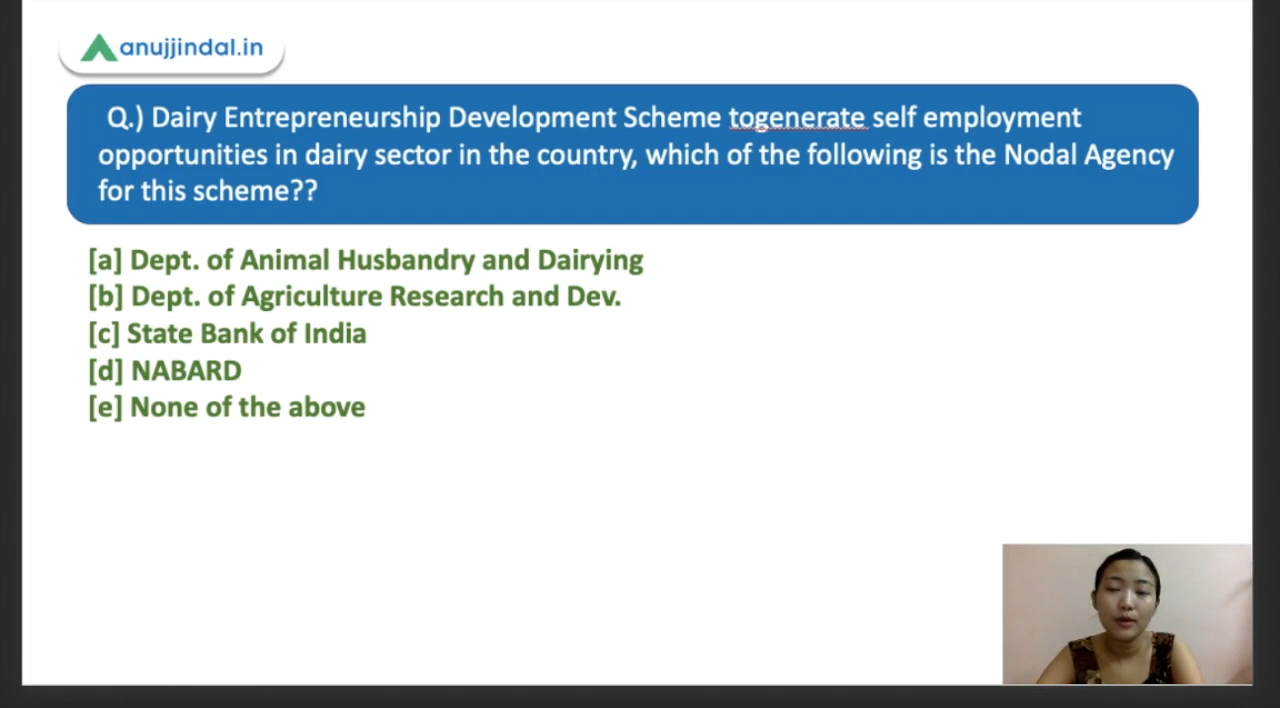 anujjindal.in
Q.) Dairy Entrepreneurship Development Scheme togenerate self employment
opportunities in dairy sector in the country, which of the following is the Nodal Agency
for this scheme??
[a] Dept. of Animal Husbandry and Dairying
[b] Dept. of Agriculture Research and Dev.
[c] State Bank of India
[d] NABARD
[e] None of the above